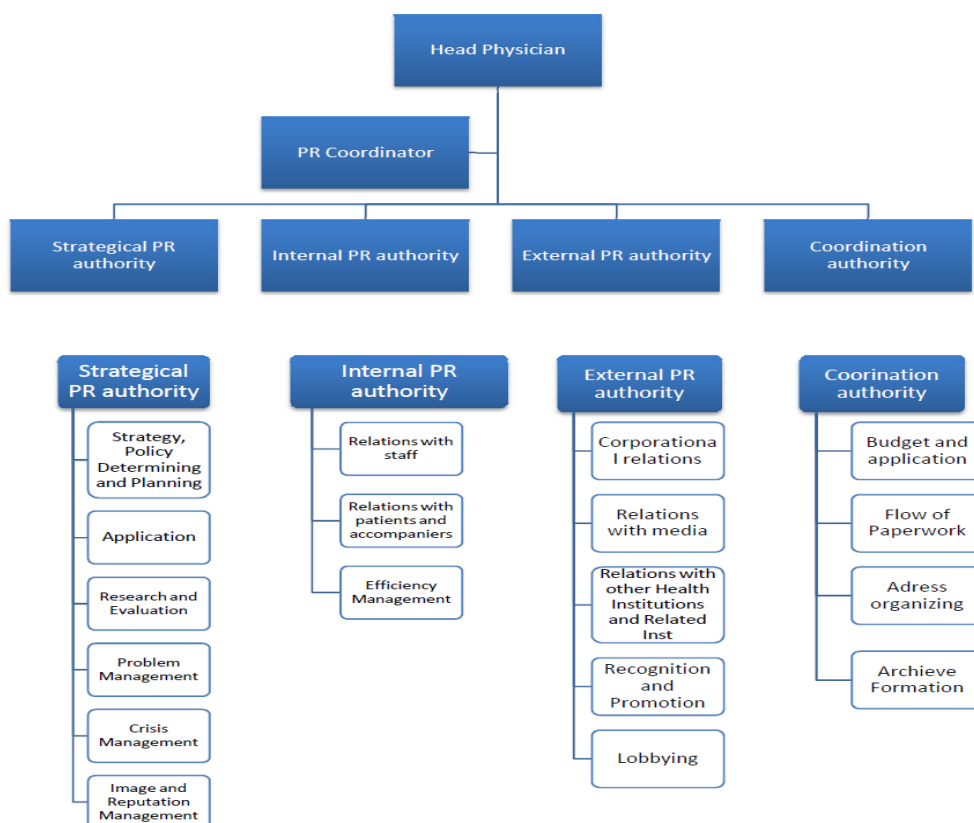 Head Physician
PR Coordinator
Strategical PR
authority
Internal PR authority
External PR authority
Coordination
authority
Strategical
PR authority
Strategy,
Policy
Determining
and Planning
Application
Research and
Evaluation
Problem
Management
Crisis
Management
Image and
Reputation
Management
Internal PR
authority
Relations with
staff
Relations with
patients and
accompaniers
Efficiency
Management
External PR
authority
Corporationa
l relations
Relations
with media
Relations with
other Health
Institutions
and Related
Inst
Recognition
and
Promotion
Lobbying
Coorination
authority
Budget and
application
Flow of
Paperwork
Adress
organizing
Archieve
Formation